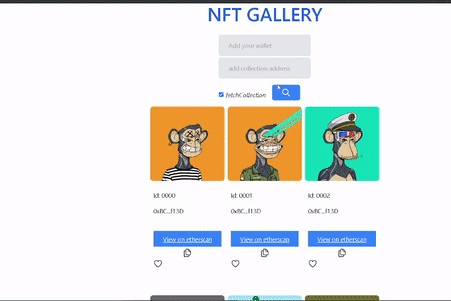 NFT GALLERY
Add your wallet
add collection address
fetchCollection
Id: 0000
Id: 0001
Id: 0002
0xBC...f13D
0xBC...f13D
0xBC...f13D
View on etherscan
View on etherscan
View on etherscan